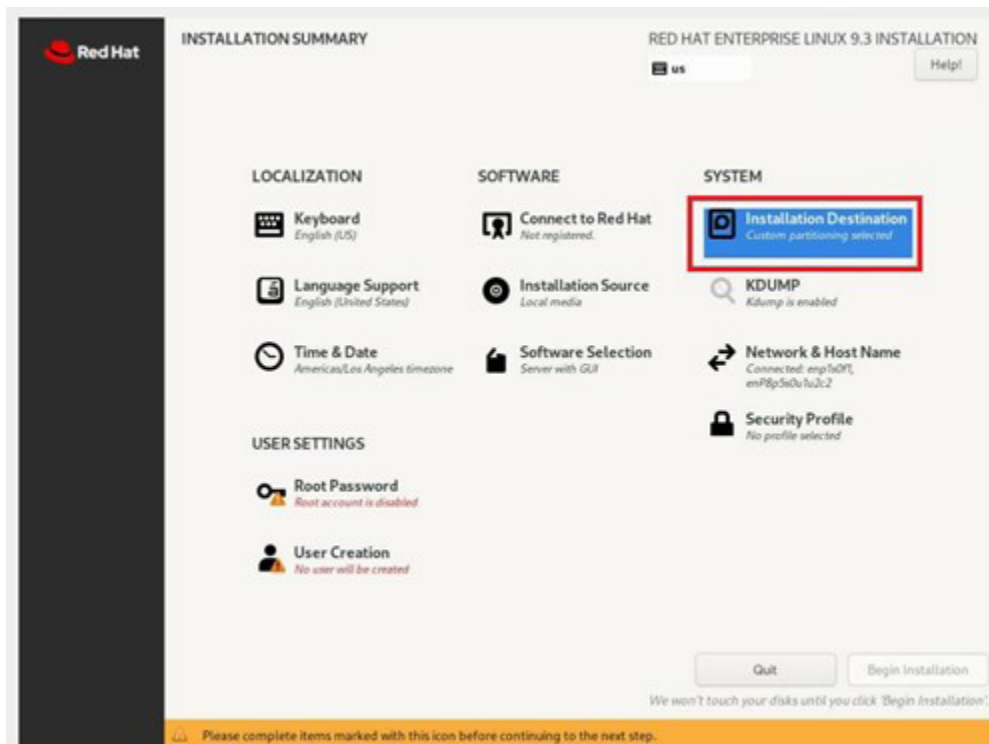 Red Hat
INSTALLATION SUMMARY
RED HAT ENTERPRISE LINUX 9.3 INSTALLATION
us
Help!
LOCALIZATION
Keyboard
English (US)
Language Support
English (United States)
Time & Date
Americas/Los Angeles timezone
SOFTWARE
Connect to Red Hat
Not registered.
Installation Source
Local media
Software Selection
Server with GUI
SYSTEM
Installation Destination
Custom partitioning selected
KDUMP
Kdump is enabled
Network & Host Name
Connected: enp1s0f1,
enP8p5s0u1u2c2
Security Profile
No profile selected
USER SETTINGS
Root Password
Root account is disabled
User Creation
No user will be created
Quit
Begin Installation
We won't touch your disks until you click 'Begin Installation'.
Please complete items marked with this icon before continuing to the next step.